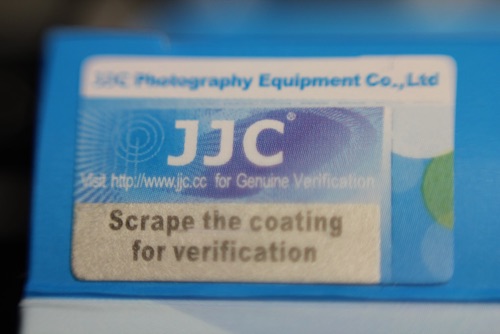 JJC Photography Equipment Co.,Ltd
JJC®
Visit http://www.jjc.cc for Genuine Verification
Scrape the coating
for verification